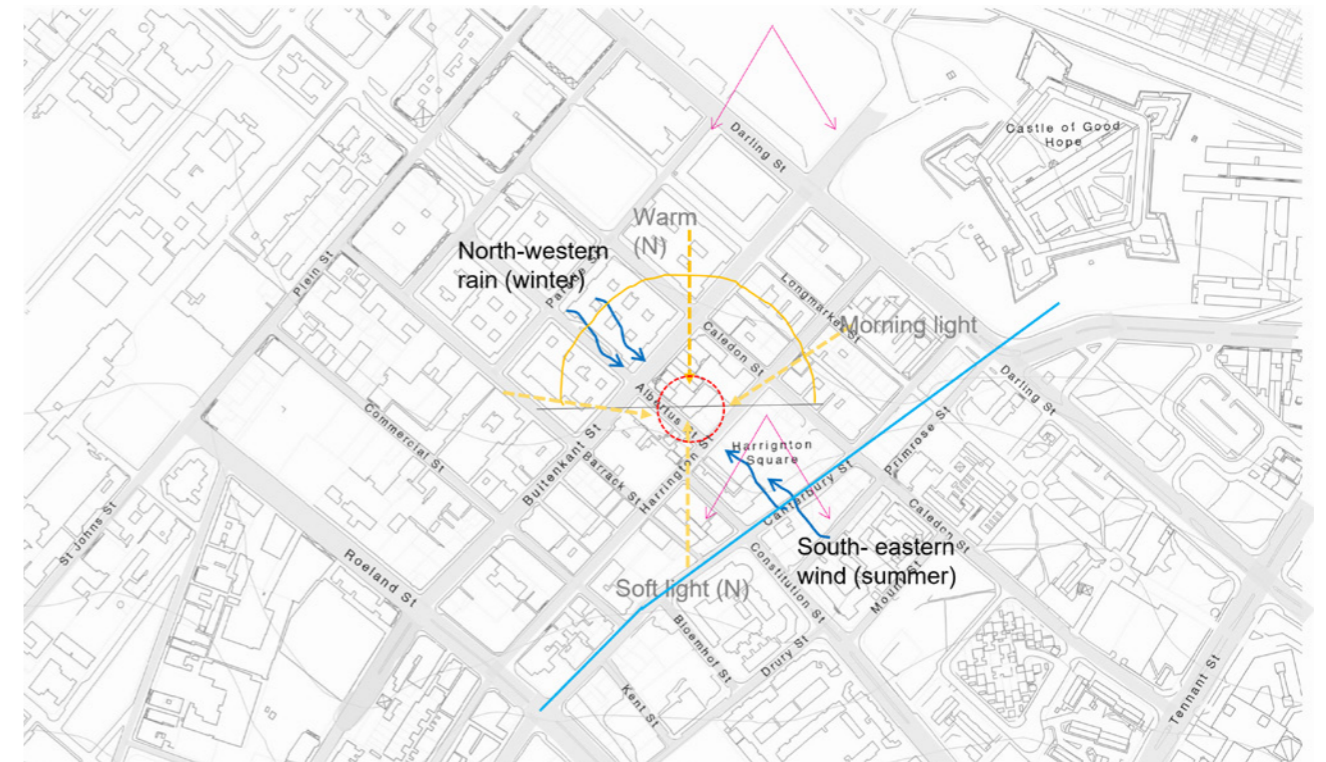 Darling St
Castle of Good
Hope
Warm
(N)
North-western
rain (winter)
Plein St
Longmarket St
Morning light
Caledon St
Darling St
Albertus St
Commercial St
Primrose St
Harrignton
Square
Buitenkant St
Barrack St
Harrington St
Canterbury St
Caledon St
St Johns St
South- eastern
wind (summer)
Roeland St
Constitution St
Mount St
Soft light (N)
Bloemhof St
Drury St
Kent St
Tennant St